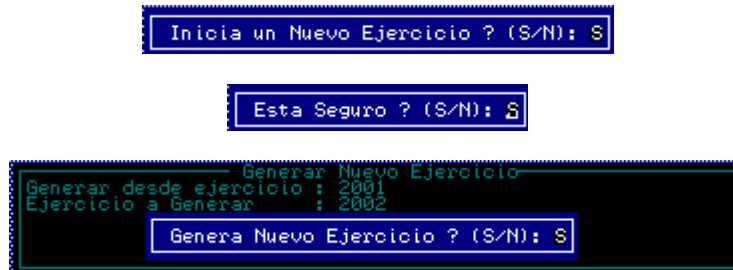 Inicia un Nuevo Ejercicio ? (S/N): S
Esta Seguro ? (S/N): S
Generar Nuevo Ejercicio
Generar desde ejercicio : 2001
Ejercicio a Generar : 2002
Genera Nuevo Ejercicio ? (S/N): S